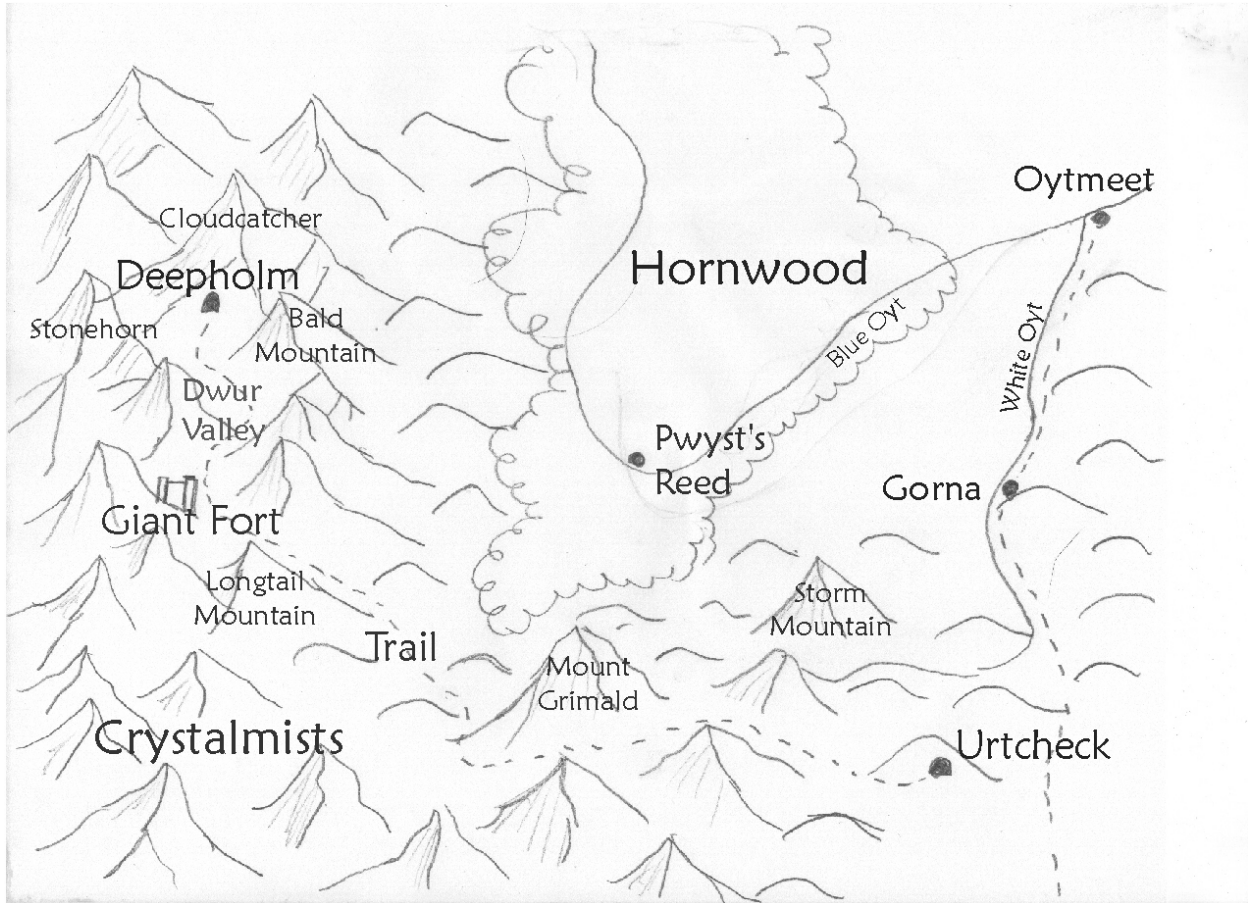 Oytmeet
Cloudcatcher
Hornwood
Deepholm
Stonehorn
Bald
Mountain
Blue Oyt
White Oyt
Dwur
Valley
Pwyst's
Reed
Gorna
Giant Fort
Longtail
Mountain
Storm
Mountain
Trail
Mount
Grimald
Crystalmists
Urtcheck